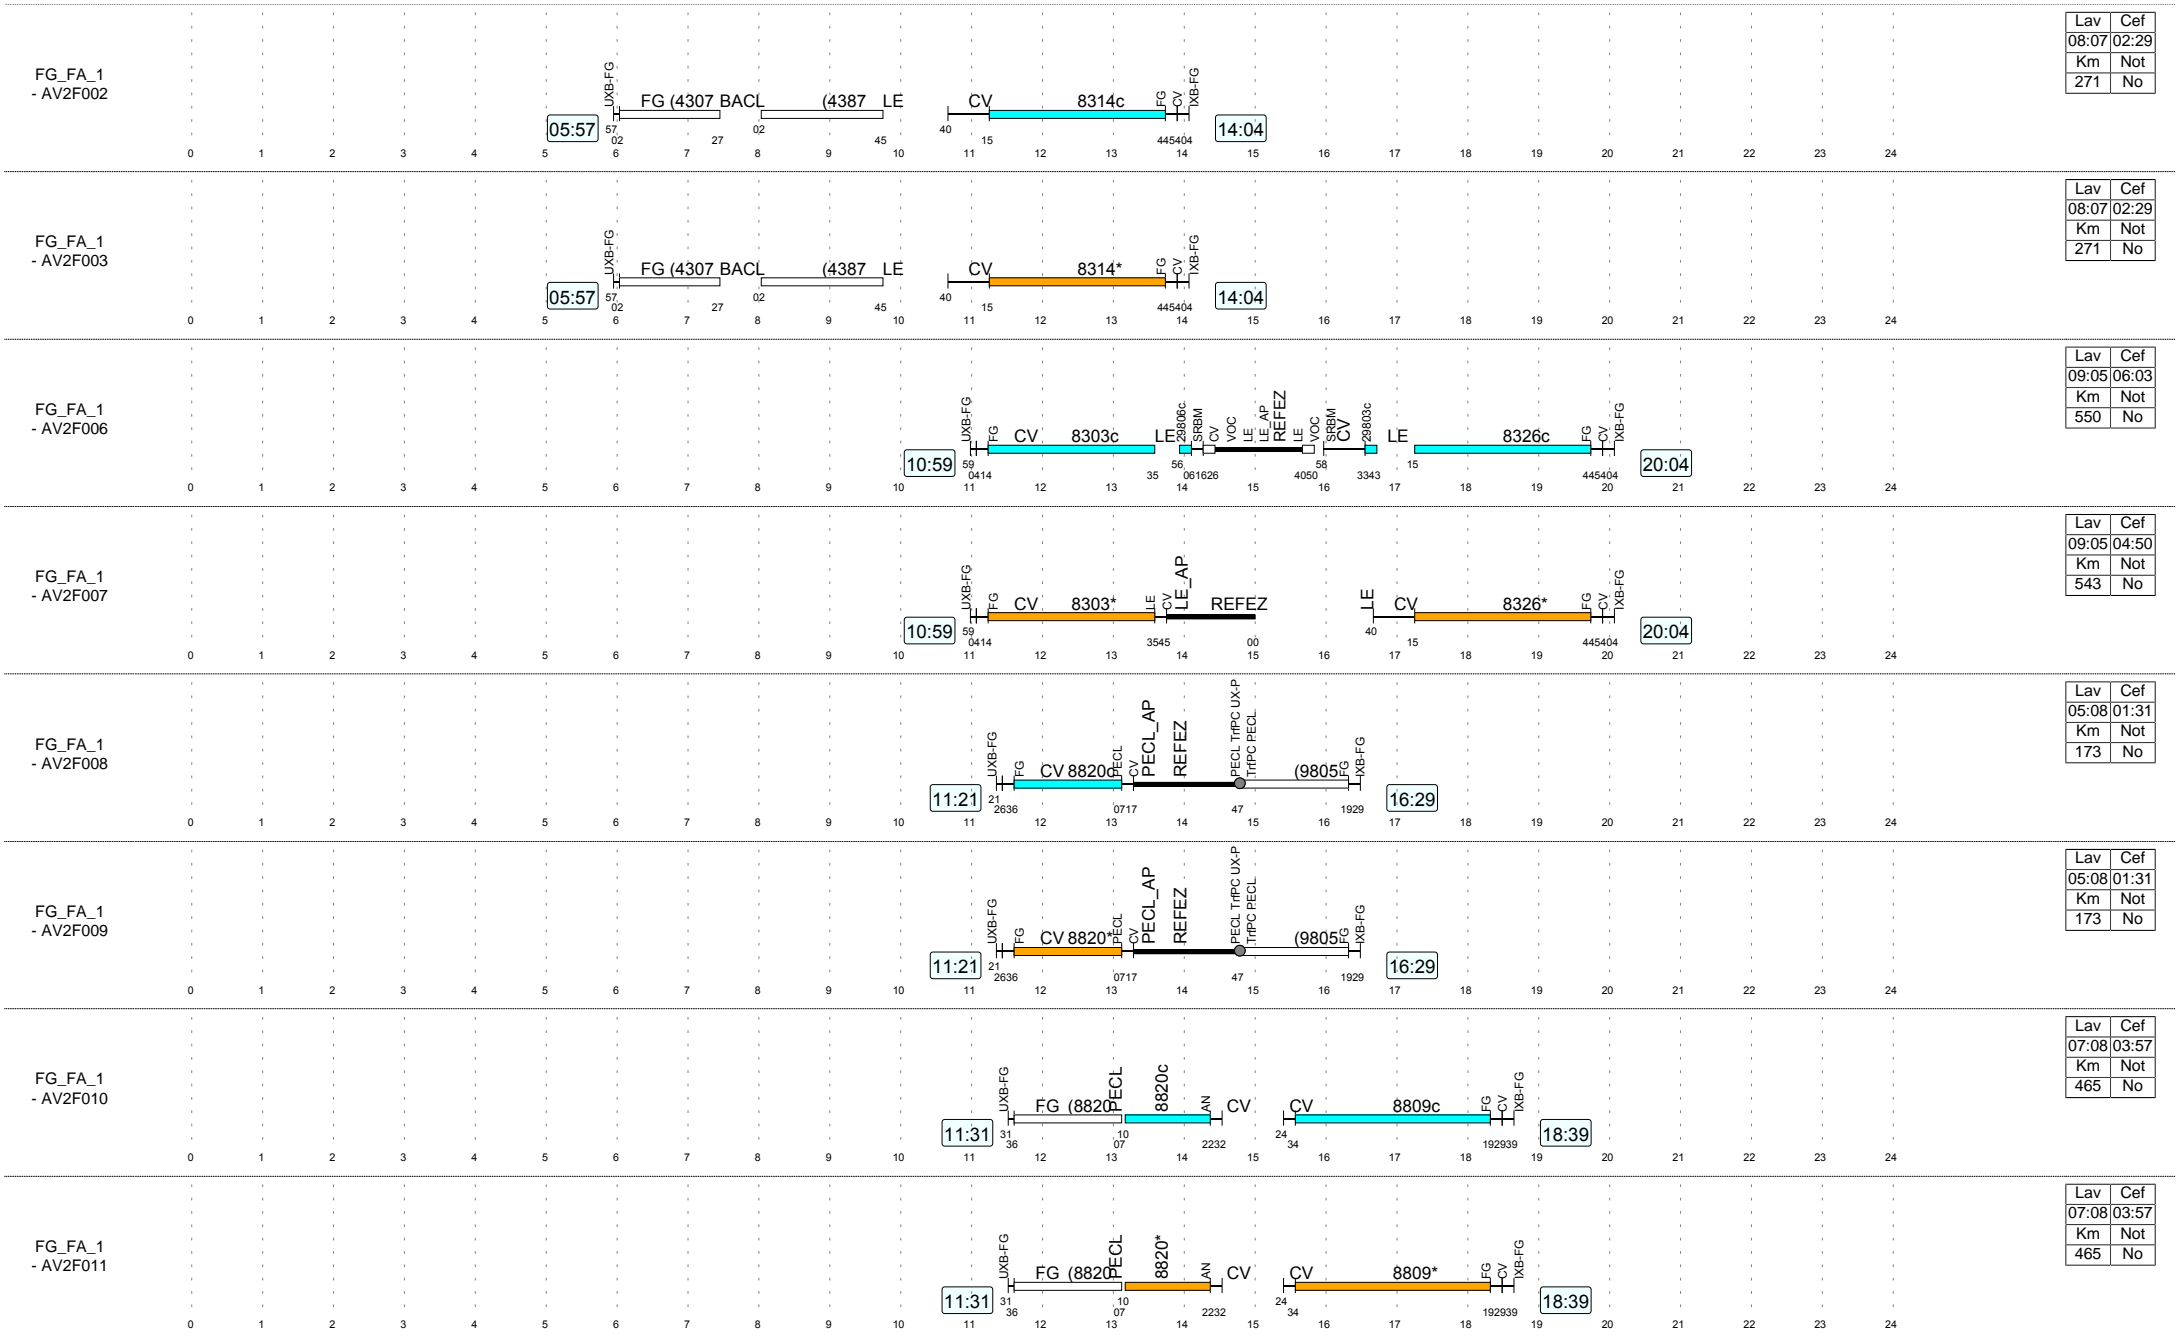 Lav Cef
08:07 02:29
Km Not
271 No
FG_FA_1
- AV2F002
UXB-FG FG (4307 BACL (4387 LE CV 8314c FG CV IXB-FG
05:57 57 02 27 02 45 40 15 445404 14:04
0 1 2 3 4 5 6 7 8 9 10 11 12 13 14 15 16 17 18 19 20 21 22 23 24
Lav Cef
08:07 02:29
Km Not
271 No
FG_FA_1
- AV2F003
UXB-FG FG (4307 BACL (4387 LE CV 8314* FG CV IXB-FG
05:57 57 02 27 02 45 40 15 445404 14:04
0 1 2 3 4 5 6 7 8 9 10 11 12 13 14 15 16 17 18 19 20 21 22 23 24
Lav Cef
09:05 06:03
Km Not
550 No
FG_FA_1
- AV2F006
UXB-FG FG CV 8303c LE 29806c SRBM CV VOC LE LE_AP REFEZ LE VOC SRBM CV 29803c LE 8326c FG CV IXB-FG
10:59 59 0414 35 56 061626 4050 58 3343 15 445404 20:04
0 1 2 3 4 5 6 7 8 9 10 11 12 13 14 15 16 17 18 19 20 21 22 23 24
Lav Cef
09:05 04:50
Km Not
543 No
FG_FA_1
- AV2F007
UXB-FG FG CV 8303* LE CV LE_AP REFEZ LE CV 8326* FG CV IXB-FG
10:59 59 0414 3545 00 40 15 445404 20:04
0 1 2 3 4 5 6 7 8 9 10 11 12 13 14 15 16 17 18 19 20 21 22 23 24
Lav Cef
05:08 01:31
Km Not
173 No
FG_FA_1
- AV2F008
UXB-FG FG CV 8820c PECL CV PECL_AP REFEZ PECL TrfPC UX-P TrfPC PECL (9805 FG IXB-FG
11:21 21 2636 0717 47 1929 16:29
0 1 2 3 4 5 6 7 8 9 10 11 12 13 14 15 16 17 18 19 20 21 22 23 24
Lav Cef
05:08 01:31
Km Not
173 No
FG_FA_1
- AV2F009
UXB-FG FG CV 8820* PECL CV PECL_AP REFEZ PECL TrfPC UX-P TrfPC PECL (9805 FG IXB-FG
11:21 21 2636 0717 47 1929 16:29
0 1 2 3 4 5 6 7 8 9 10 11 12 13 14 15 16 17 18 19 20 21 22 23 24
Lav Cef
07:08 03:57
Km Not
465 No
FG_FA_1
- AV2F010
UXB-FG FG (8820 PECL 8820c AN CV CV 8809c FG CV IXB-FG
11:31 31 36 10 07 2232 24 34 192939 18:39
0 1 2 3 4 5 6 7 8 9 10 11 12 13 14 15 16 17 18 19 20 21 22 23 24
Lav Cef
07:08 03:57
Km Not
465 No
FG_FA_1
- AV2F011
UXB-FG FG (8820 PECL 8820* AN CV CV 8809* FG CV IXB-FG
11:31 31 36 10 07 2232 24 34 192939 18:39
0 1 2 3 4 5 6 7 8 9 10 11 12 13 14 15 16 17 18 19 20 21 22 23 24